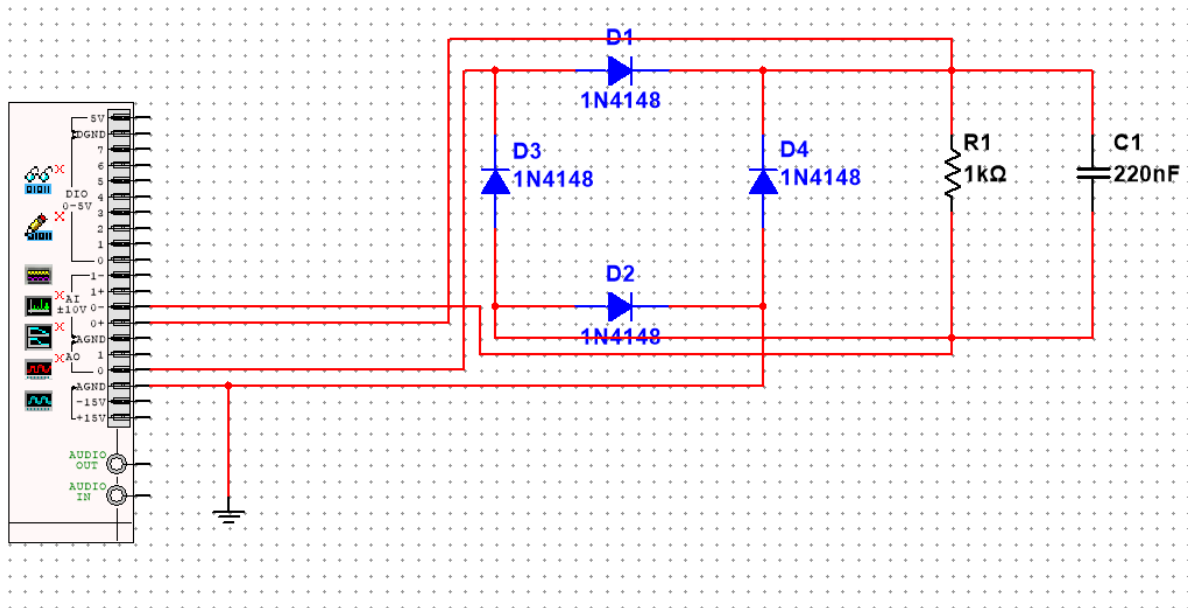 5V
DGND
7
6
5
4
DIO
0-5V
3
2
1
0
1-
1+
AI
±10V
0-
0+
AGND
AO
1
0
AGND
-15V
+15V
AUDIO
OUT
AUDIO
IN
D1
1N4148
D3
1N4148
D4
1N4148
D2
1N4148
R1
1kΩ
C1
220nF